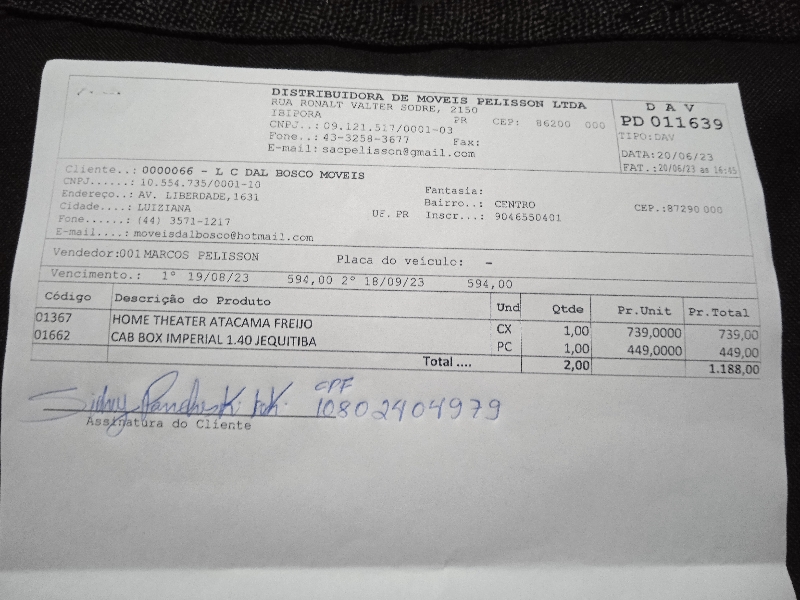 DISTRIBUIDORA DE MOVEIS PELISSON LTDA
RUA RONALT VALTER SODRE, 2150
IBIPORA PR CEP: 86200 000
CNPJ..: 09.121.517/0001-03
Fone..: 43-3258-3677 Fax:
E-mail: sacpelisson@gmail.com
D A V
PD 011639
TIPO:DAV
DATA:20/06/23
FAT.:20/06/23 as 16:45
Cliente..: 0000066 - L C DAL BOSCO MOVEIS
CNPJ......: 10.554.735/0001-10 Fantasia:
Endereço..: AV. LIBERDADE,1631 Bairro..: CENTRO CEP.:87290 000
Cidade....: LUIZIANA UF. PR Inscr...: 9046550401
Fone......: (44) 3571-1217
E-mail....: moveisdalbosco@hotmail.com
Vendedor:001 MARCOS PELISSON Placa do veículo: -
Vencimento.: 1º 19/08/23 594,00 2º 18/09/23 594,00
Código Descrição do Produto Und Qtde Pr.Unit Pr.Total
01367 HOME THEATER ATACAMA FREIJO CX 1,00 739,0000 739,00
01662 CAB BOX IMPERIAL 1.40 JEQUITIBA PC 1,00 449,0000 449,00
Total .... 2,00 1.188,00
CPF
10802404979
Assinatura do Cliente